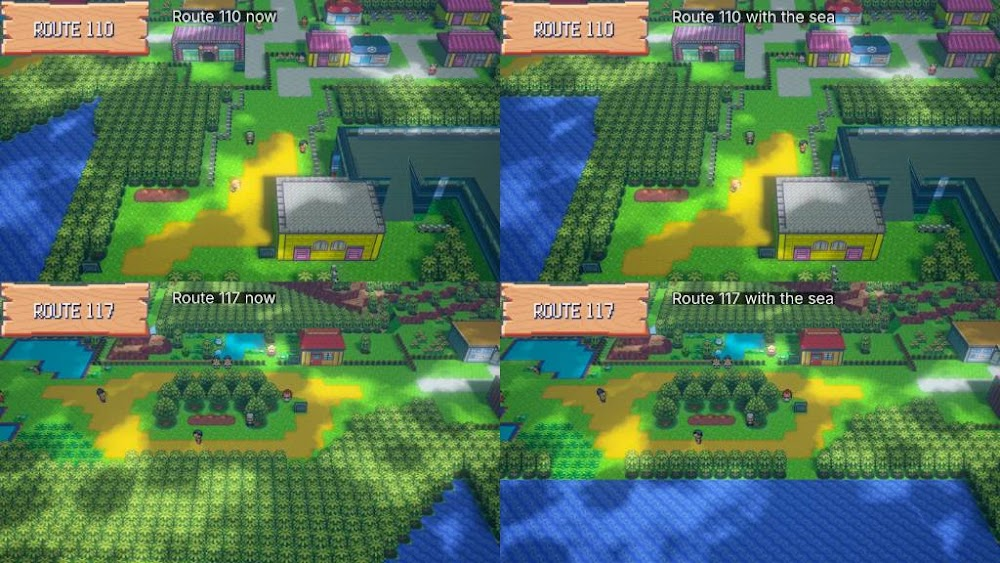 Route 110 now
ROUTE 110
Route 110 with the sea
ROUTE 110
Route 117 now
ROUTE 117
Route 117 with the sea
ROUTE 117